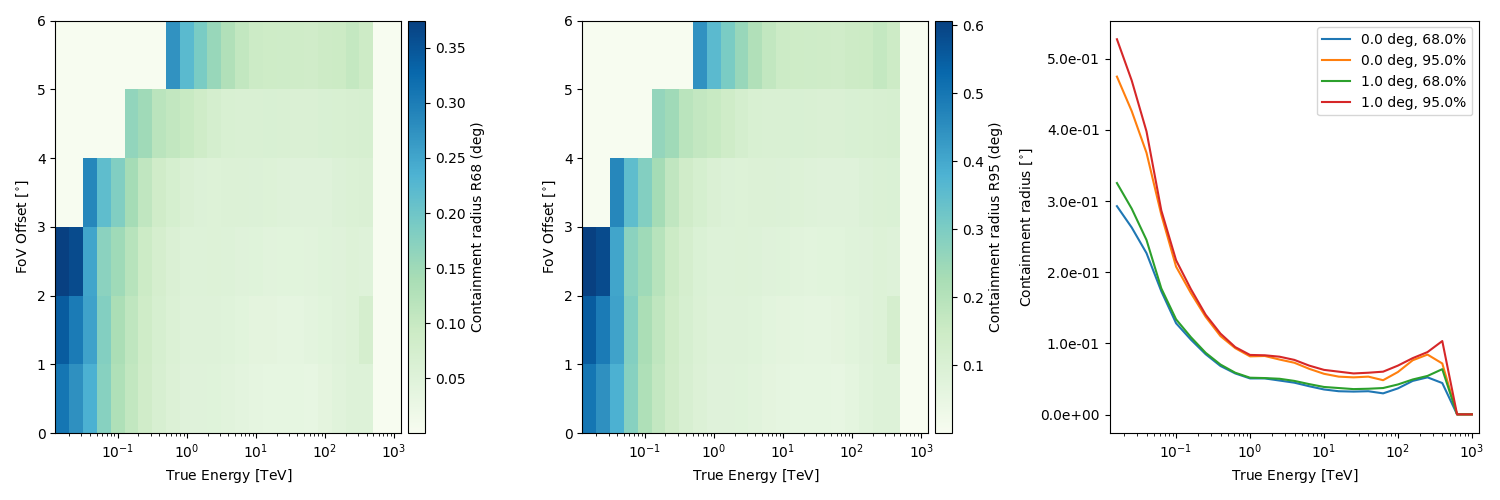 6
5
4
3
2
1
0
FoV Offset [°]
10⁻¹
10⁰
10¹
10²
10³
True Energy [TeV]
0.35
0.30
0.25
0.20
0.15
0.10
0.05
Containment radius R68 (deg)
6
5
4
3
2
1
0
FoV Offset [°]
10⁻¹
10⁰
10¹
10²
10³
True Energy [TeV]
0.6
0.5
0.4
0.3
0.2
0.1
Containment radius R95 (deg)
5.0e-01
4.0e-01
3.0e-01
2.0e-01
1.0e-01
0.0e+00
Containment radius [°]
10⁻¹
10⁰
10¹
10²
10³
True Energy [TeV]
0.0 deg, 68.0%
0.0 deg, 95.0%
1.0 deg, 68.0%
1.0 deg, 95.0%